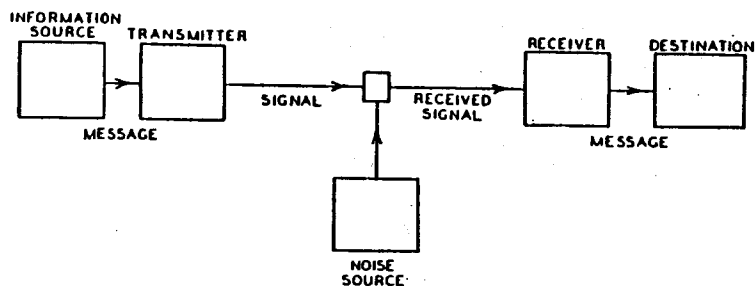 INFORMATION
SOURCE
TRANSMITTER
RECEIVER
DESTINATION
SIGNAL
RECEIVED
SIGNAL
MESSAGE
MESSAGE
NOISE
SOURCE